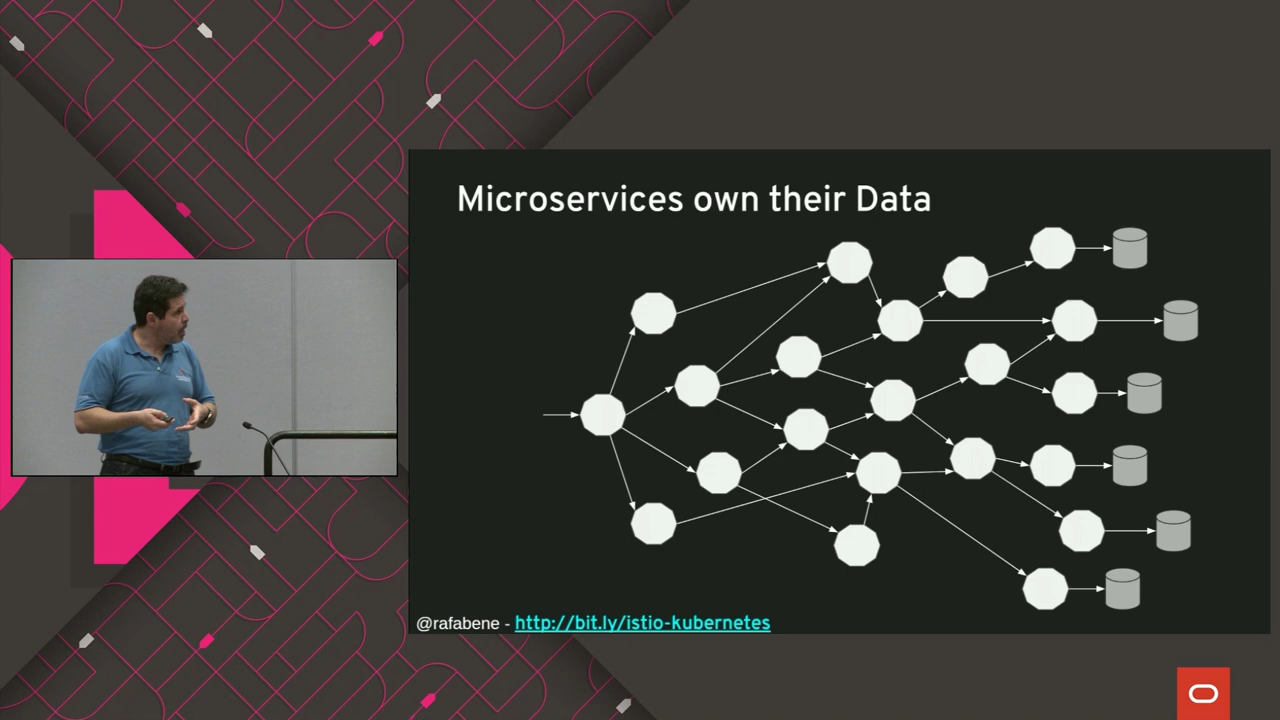 Microservices own their Data
@rafabene - http://bit.ly/istio-kubernetes